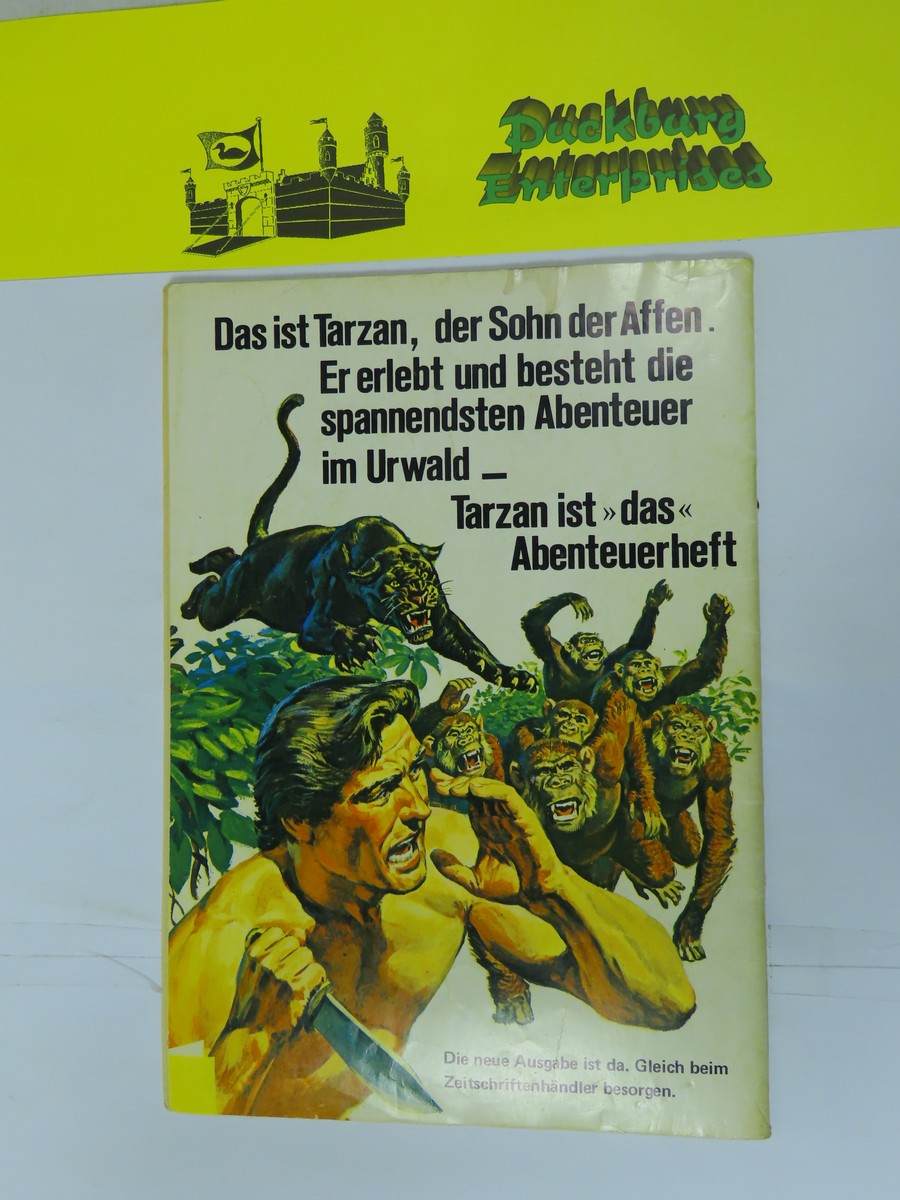 Duckburg
Enterprises
Das ist Tarzan, der Sohn der Affen.
Er erlebt und besteht die
spannendsten Abenteuer
im Urwald –
Tarzan ist »das«
Abenteuerheft
Die neue Ausgabe ist da. Gleich beim
Zeitschriftenhändler besorgen.